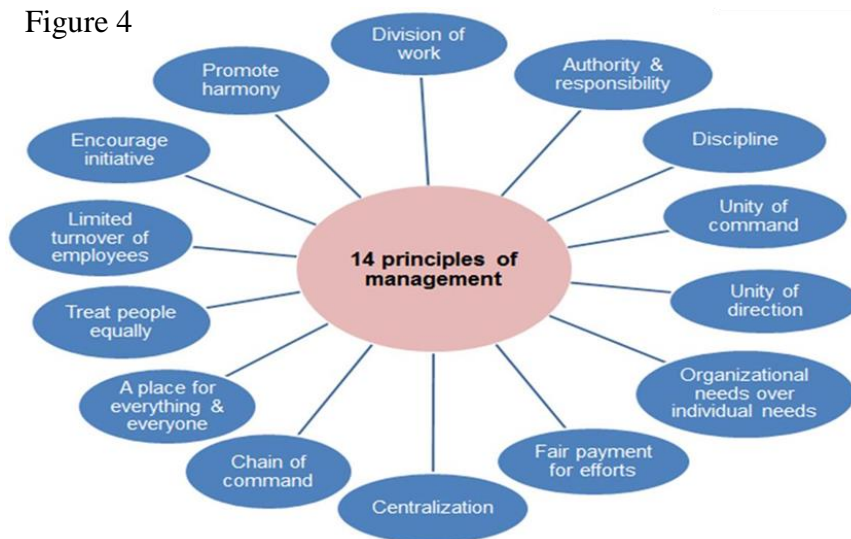 Figure 4
Division of
work
Authority &
responsibility
Discipline
Unity of
command
Unity of
direction
Organizational
needs over
individual needs
Fair payment
for efforts
Centralization
Chain of
command
A place for
everything &
everyone
Treat people
equally
Limited
turnover of
employees
Encourage
initiative
Promote
harmony
14 principles of
management